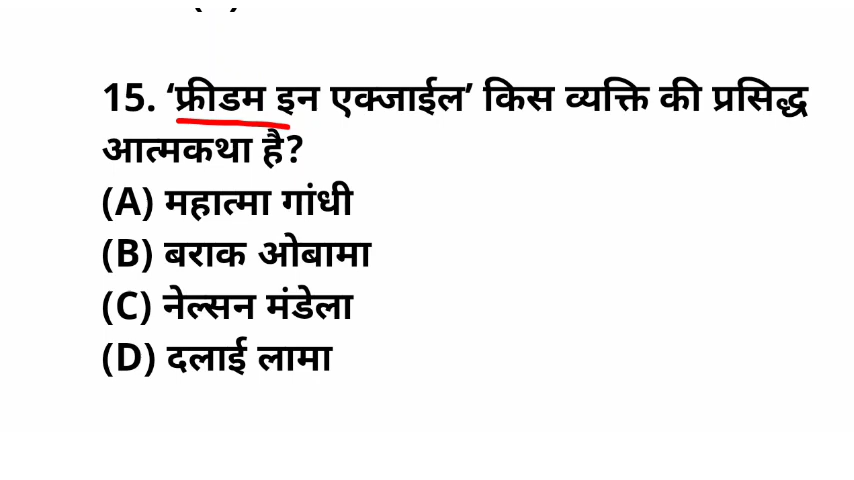 15. ‘फ्रीडम इन एक्जाईल’ किस व्यक्ति की प्रसिद्ध
आत्मकथा है?
(A) महात्मा गांधी
(B) बराक ओबामा
(C) नेल्सन मंडेला
(D) दलाई लामा